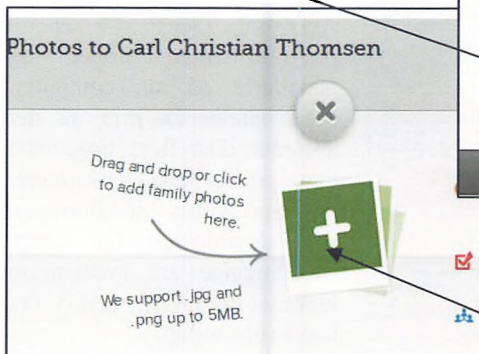 Photos to Carl Christian Thomsen
Drag and drop or click
to add family photos
here.
We support .jpg and
.png up to 5MB.